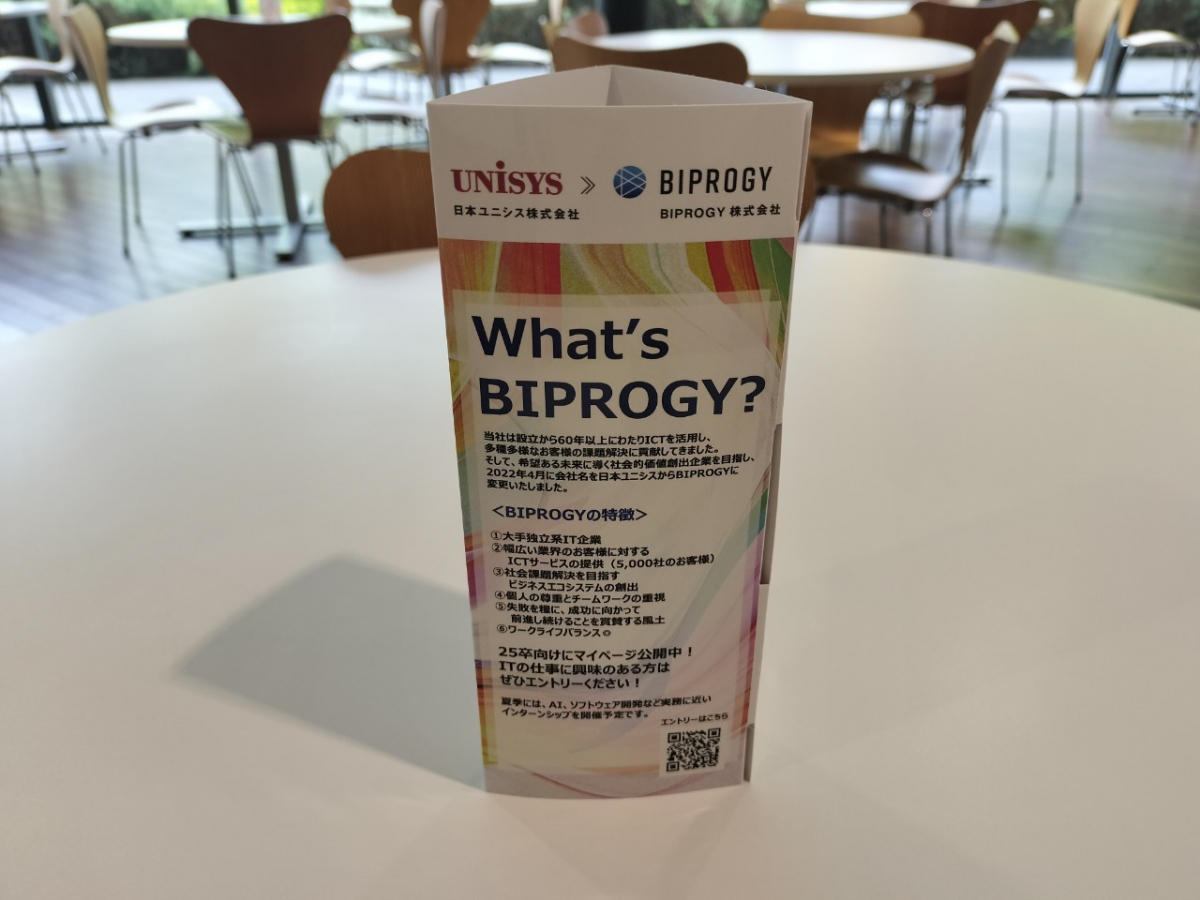 UNiSYS » BIPROGY
日本ユニシス株式会社 BIPROGY 株式会社
What's
BIPROGY?
当社は設立から60年以上にわたりICTを活用し、
多種多様なお客様の課題解決に貢献してきました。
そして、希望ある未来に導く社会的価値創出企業を目指し、
2022年4月に会社名を日本ユニシスからBIPROGYに
変更いたしました。
＜BIPROGYの特徴＞
①大手独立系IT企業
②幅広い業界のお客様に対する
ICTサービスの提供（5,000社のお客様）
③社会課題解決を目指す
ビジネスエコシステムの創出
④個人の尊重とチームワークの重視
⑤失敗を糧に、成功に向かって
前進し続けることを賞賛する風土
⑥ワークライフバランス◎
25卒向けにマイページ公開中！
ITの仕事に興味のある方は
ぜひエントリーください！
夏季には、AI、ソフトウェア開発など実務に近い
インターンシップを開催予定です。
エントリーはこちら